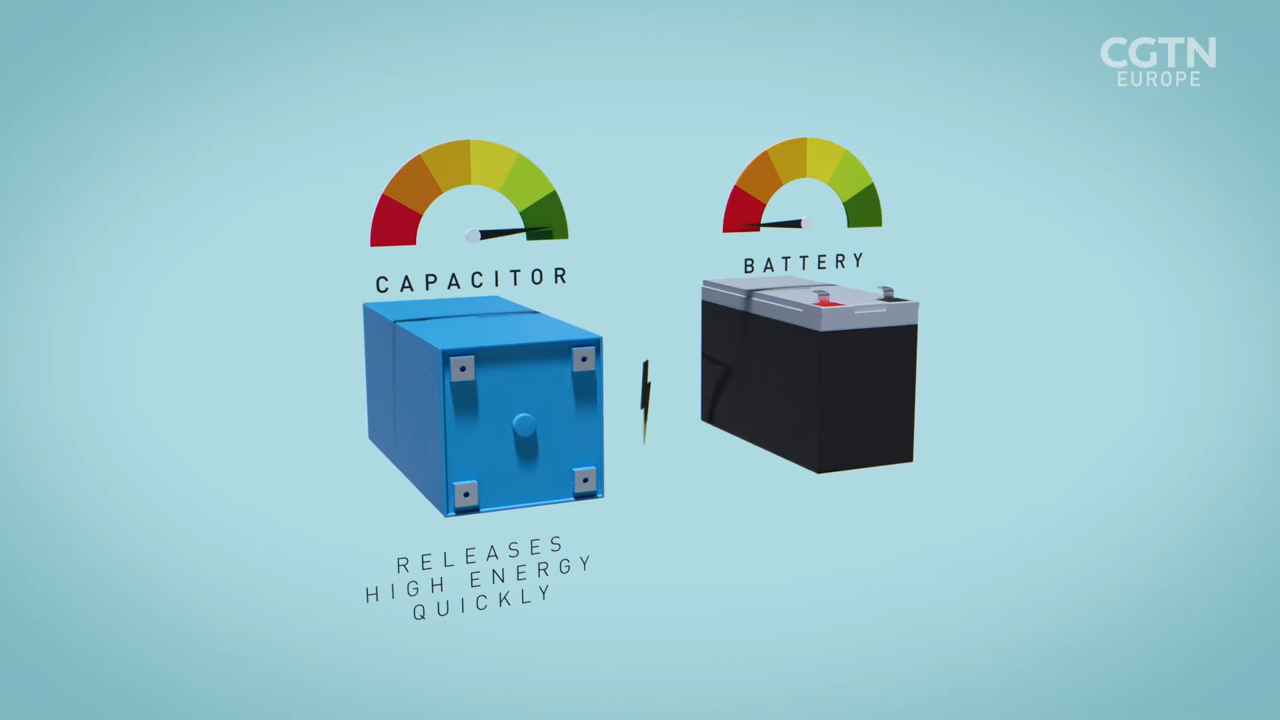 CGTN
EUROPE
CAPACITOR
BATTERY
RELEASES
HIGH ENERGY
QUICKLY